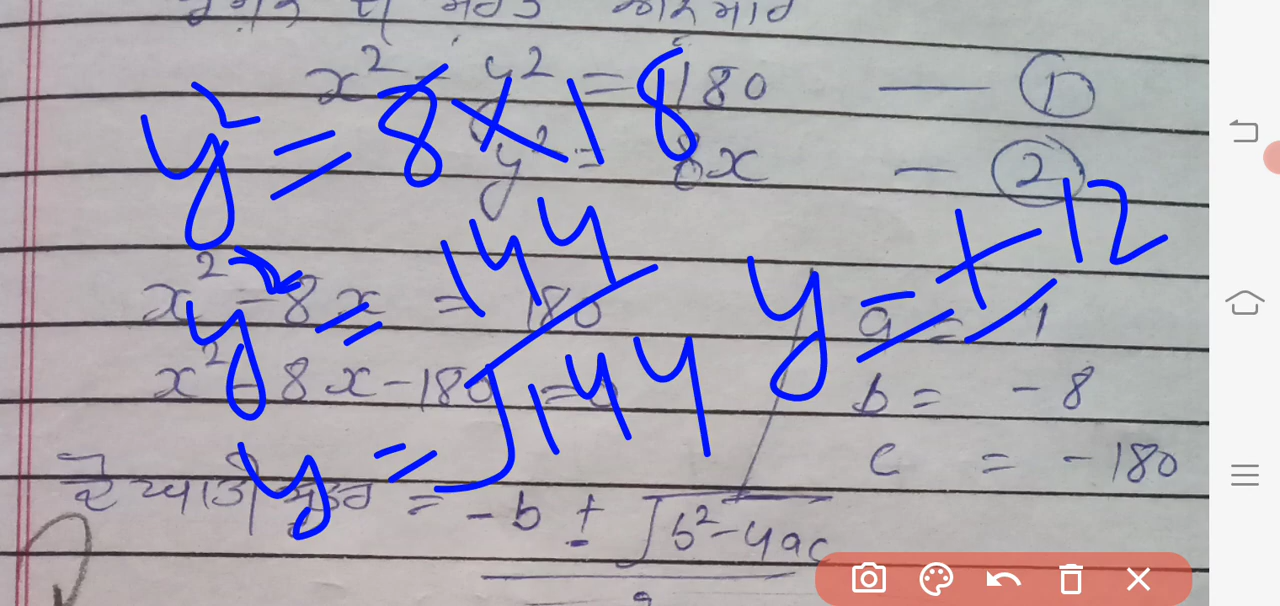 x² - y² = 180 — ①
y² = 8x — ②
x² - 8x = 180
x² - 8x - 180 = 0
a = 1
b = -8
c = -180
= -b ± √b²-4ac
y² = 8 × 18
y² = 144
y = √144
y = ± 12